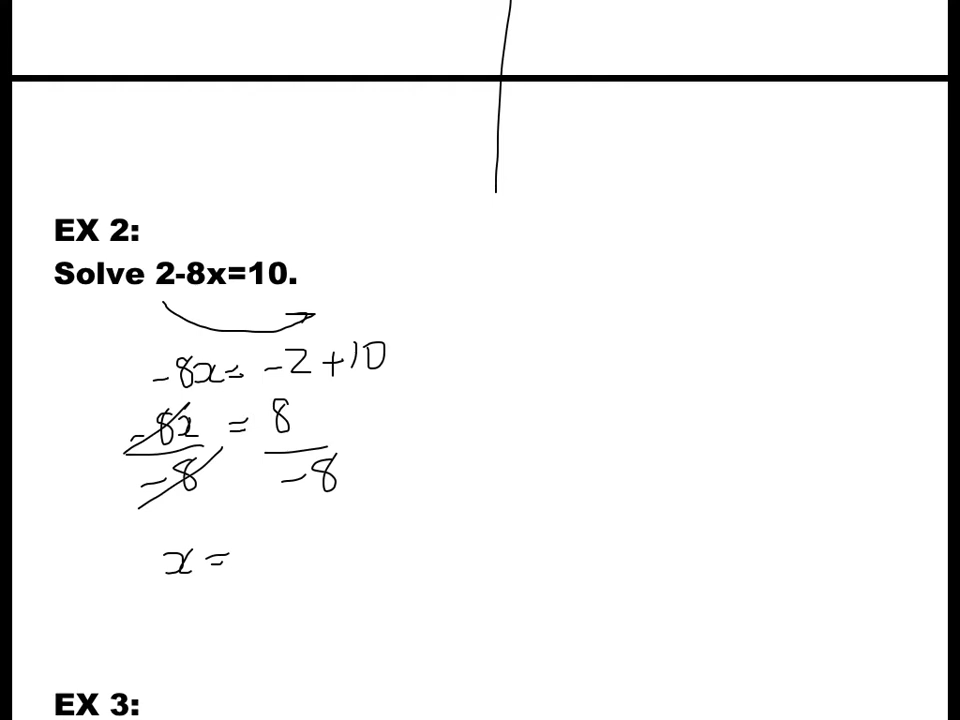 EX 2:
Solve 2-8x=10.
-8x= -2+10
-8x = 8
-8 -8
x =
EX 3: